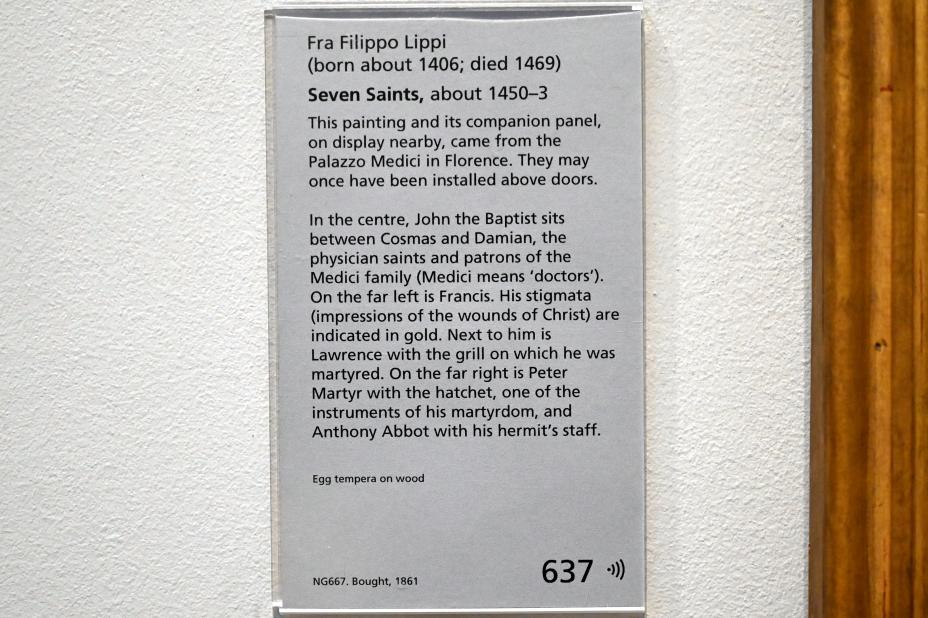 Fra Filippo Lippi
(born about 1406; died 1469)
Seven Saints, about 1450–3
This painting and its companion panel,
on display nearby, came from the
Palazzo Medici in Florence. They may
once have been installed above doors.
In the centre, John the Baptist sits
between Cosmas and Damian, the
physician saints and patrons of the
Medici family (Medici means ‘doctors’).
On the far left is Francis. His stigmata
(impressions of the wounds of Christ) are
indicated in gold. Next to him is
Lawrence with the grill on which he was
martyred. On the far right is Peter
Martyr with the hatchet, one of the
instruments of his martyrdom, and
Anthony Abbot with his hermit’s staff.
Egg tempera on wood
NG667. Bought, 1861
637